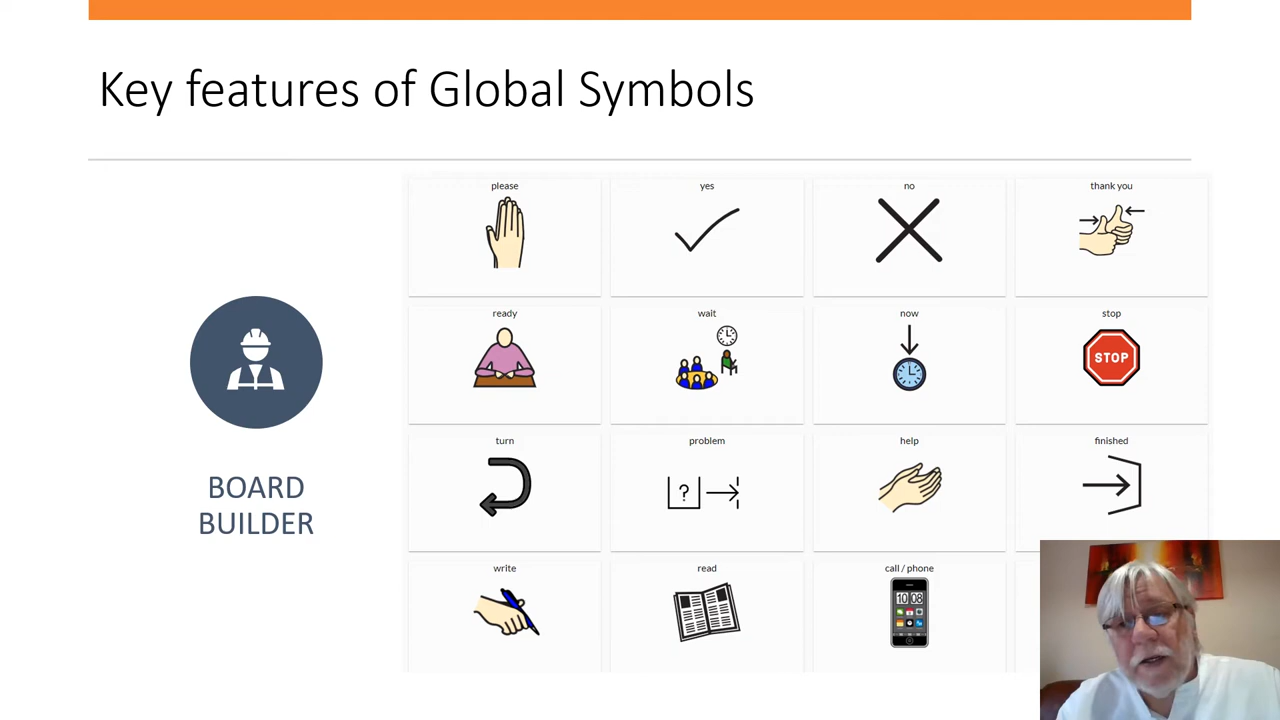 Key features of Global Symbols
please
yes
no
thank you
ready
wait
now
stop
STOP
turn
problem
help
finished
?
BOARD
BUILDER
write
read
call / phone
10 08